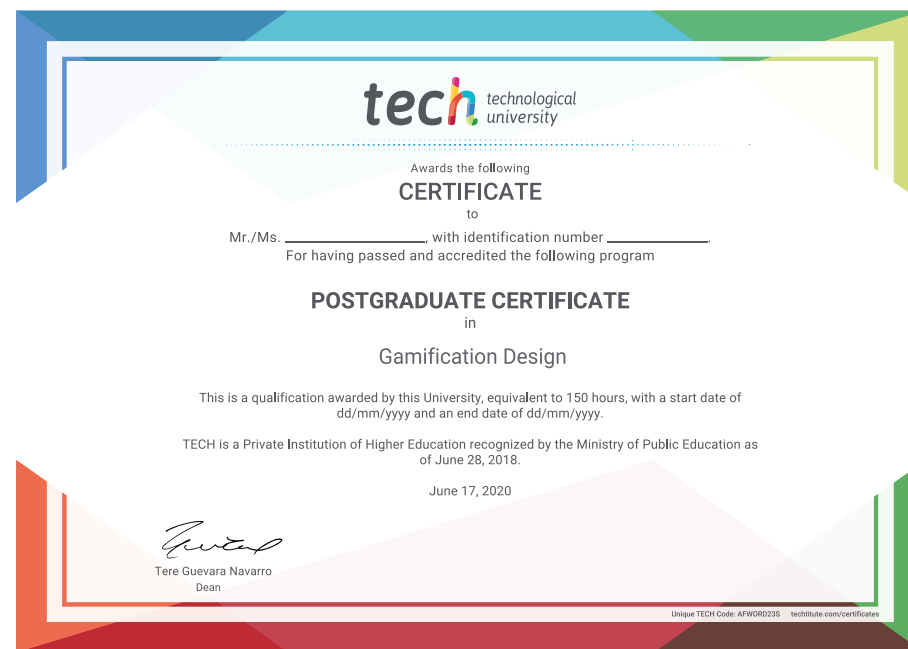 tech technological
university
Awards the following
CERTIFICATE
to
Mr./Ms. ____________________, with identification number _______________.
For having passed and accredited the following program
POSTGRADUATE CERTIFICATE
in
Gamification Design
This is a qualification awarded by this University, equivalent to 150 hours, with a start date of
dd/mm/yyyy and an end date of dd/mm/yyyy.
TECH is a Private Institution of Higher Education recognized by the Ministry of Public Education as
of June 28, 2018.
June 17, 2020
Tere Guevara Navarro
Dean
Unique TECH Code: AFWORD23S techtitute.com/certificates